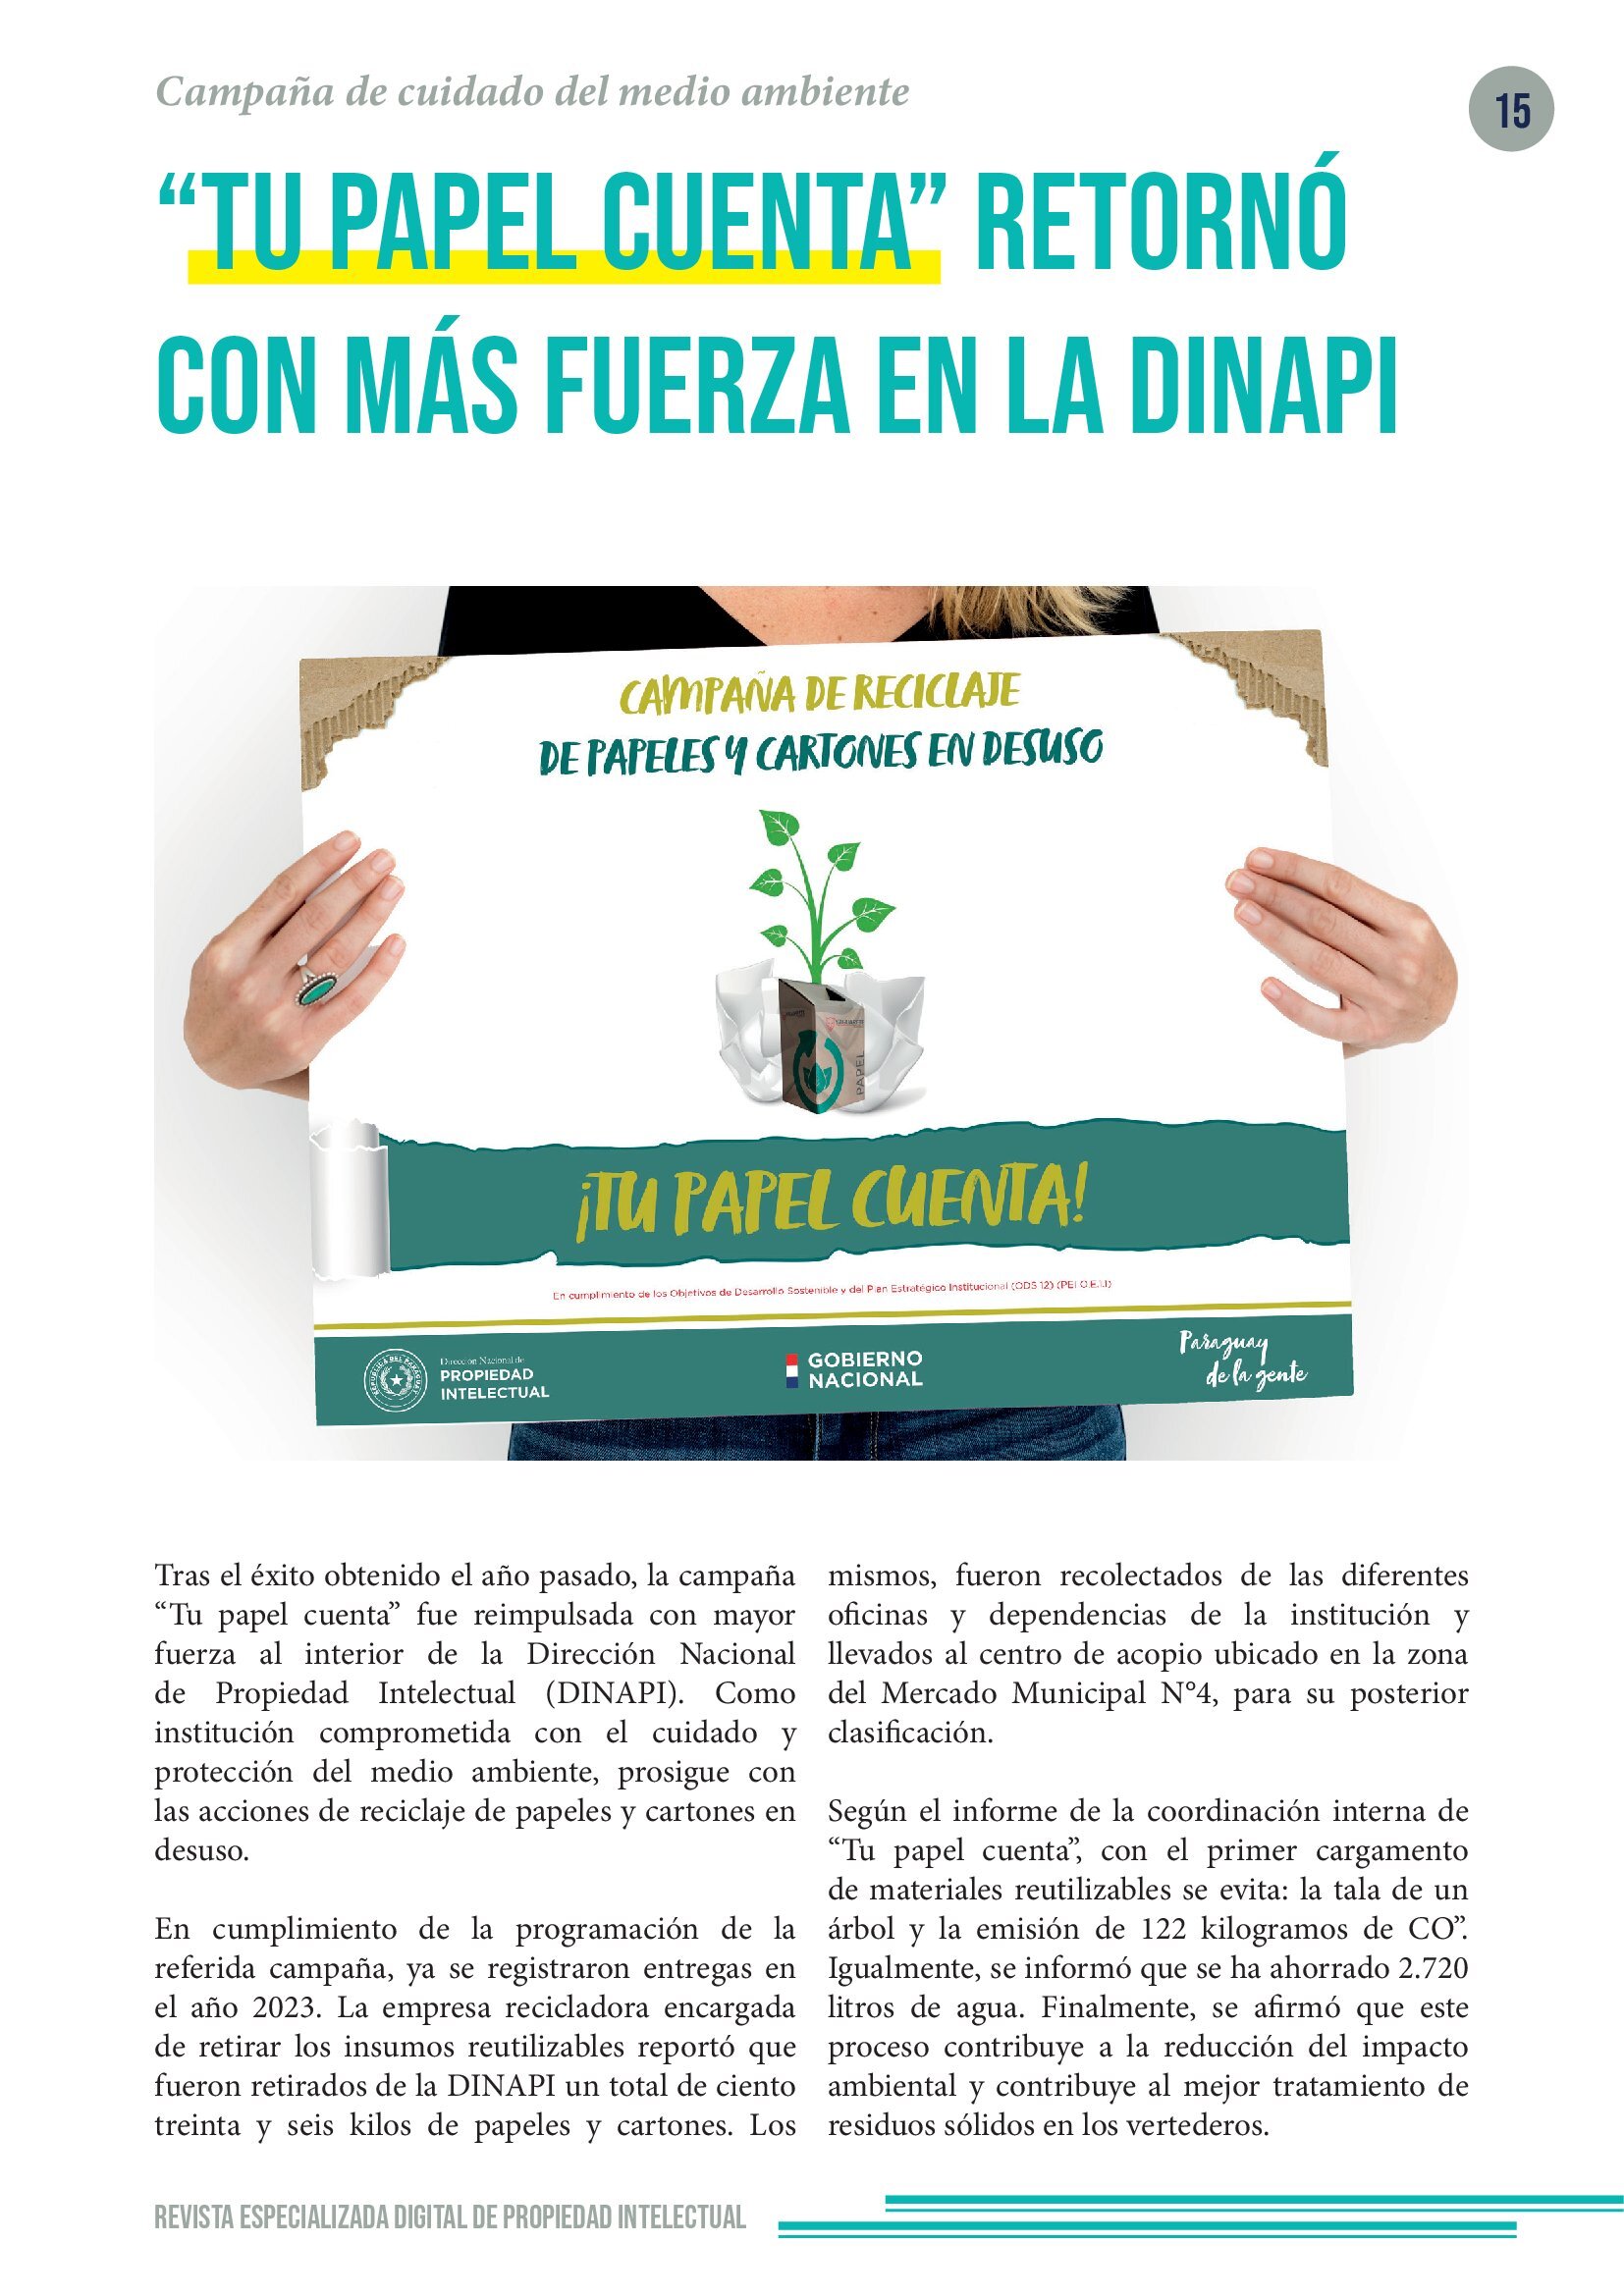 Campaña de cuidado del medio ambiente
15
“TU PAPEL CUENTA” RETORNÓ
CON MÁS FUERZA EN LA DINAPI
CAMPAÑA DE RECICLAJE
DE PAPELES Y CARTONES EN DESUSO
PAPEL
¡TU PAPEL CUENTA!
En cumplimiento de los Objetivos de Desarrollo Sostenible y del Plan Estratégico Institucional (ODS 12) (PEI O.E.1.1)
REPUBLICA DEL PARAGUAY
Dirección Nacional de
PROPIEDAD
INTELECTUAL
GOBIERNO
NACIONAL
Paraguay
de la gente
Tras el éxito obtenido el año pasado, la campaña
“Tu papel cuenta” fue reimpulsada con mayor
fuerza al interior de la Dirección Nacional
de Propiedad Intelectual (DINAPI). Como
institución comprometida con el cuidado y
protección del medio ambiente, prosigue con
las acciones de reciclaje de papeles y cartones en
desuso.
En cumplimiento de la programación de la
referida campaña, ya se registraron entregas en
el año 2023. La empresa recicladora encargada
de retirar los insumos reutilizables reportó que
fueron retirados de la DINAPI un total de ciento
treinta y seis kilos de papeles y cartones. Los
mismos, fueron recolectados de las diferentes
oficinas y dependencias de la institución y
llevados al centro de acopio ubicado en la zona
del Mercado Municipal N°4, para su posterior
clasificación.
Según el informe de la coordinación interna de
“Tu papel cuenta”, con el primer cargamento
de materiales reutilizables se evita: la tala de un
árbol y la emisión de 122 kilogramos de CO”.
Igualmente, se informó que se ha ahorrado 2.720
litros de agua. Finalmente, se afirmó que este
proceso contribuye a la reducción del impacto
ambiental y contribuye al mejor tratamiento de
residuos sólidos en los vertederos.
REVISTA ESPECIALIZADA DIGITAL DE PROPIEDAD INTELECTUAL